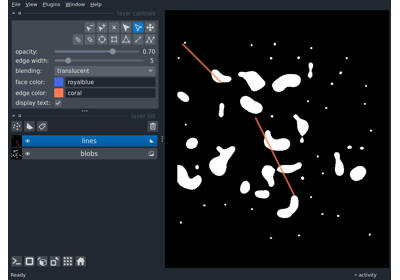 File View Plugins Window Help
layer controls
opacity: 0.70
edge width: 5
blending: translucent
face color: royalblue
edge color: coral
display text:
layer list
lines
blobs
Ready
activity